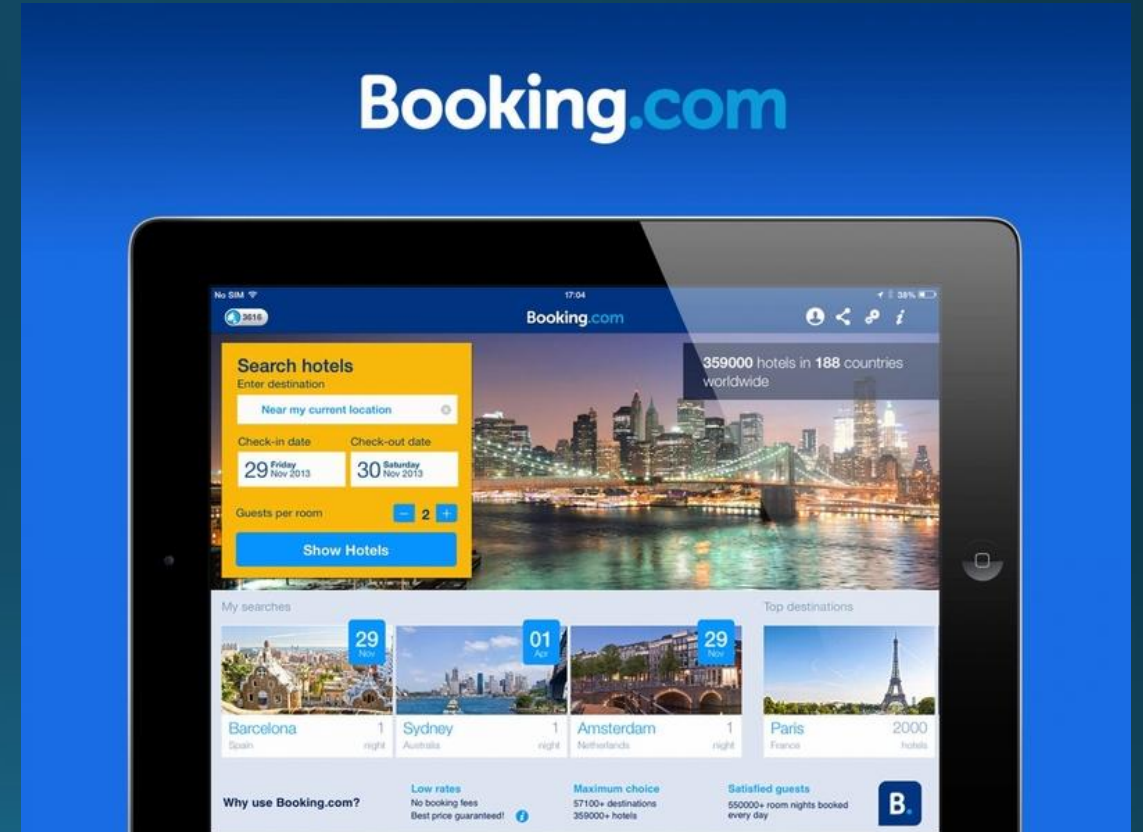 Booking.com
No SIM
17:04
38%
3616
Booking.com
i
Search hotels
Enter destination
Near my current location
Check-in date Check-out date
29 Friday Nov 2013
30 Saturday Nov 2013
Guests per room
2
Show Hotels
359000 hotels in 188 countries
worldwide
My searches
Top destinations
29
Nov
01
Apr
29
Nov
Barcelona 1
Spain night
Sydney 1
Australia night
Amsterdam 1
Netherlands night
Paris 2000
France hotels
Why use Booking.com?
Low rates
No booking fees
Best price guaranteed! i
Maximum choice
57100+ destinations
359000+ hotels
Satisfied guests
550000+ room nights booked
every day
B.